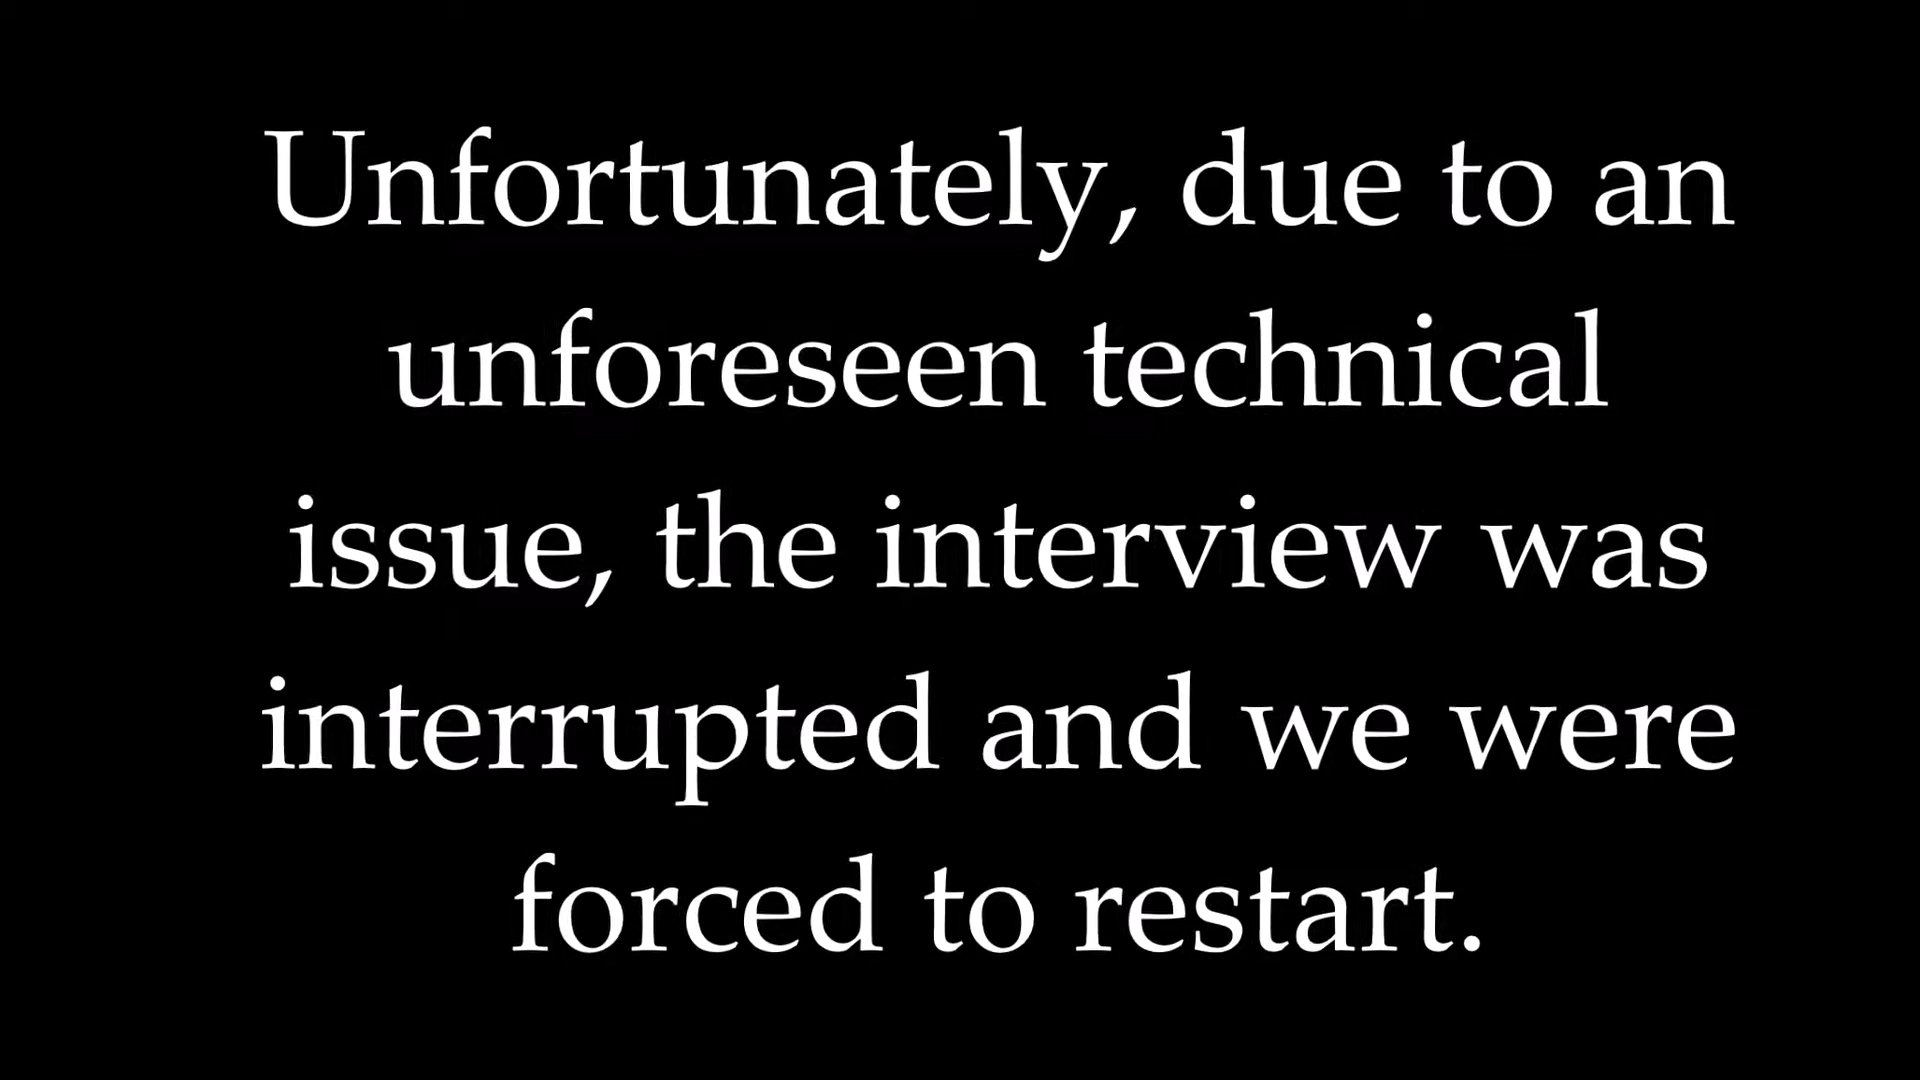 Unfortunately, due to an
unforeseen technical
issue, the interview was
interrupted and we were
forced to restart.